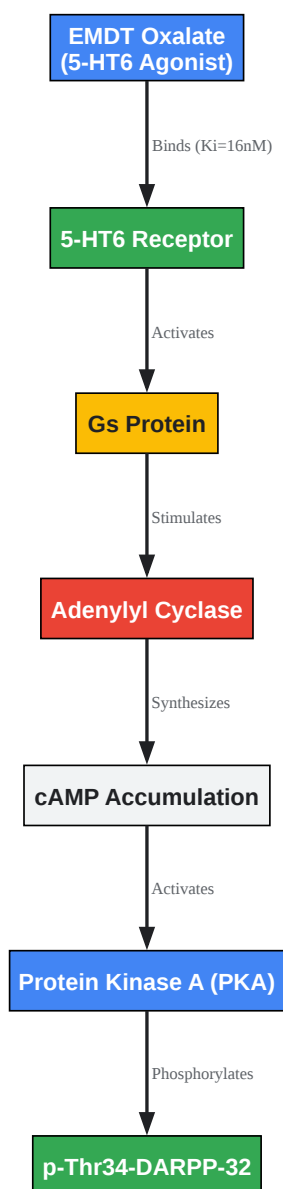 EMDT Oxalate
(5-HT6 Agonist)
Binds (Ki=16nM)
5-HT6 Receptor
Activates
Gs Protein
Stimulates
Adenylyl Cyclase
Synthesizes
cAMP Accumulation
Activates
Protein Kinase A (PKA)
Phosphorylates
p-Thr34-DARPP-32